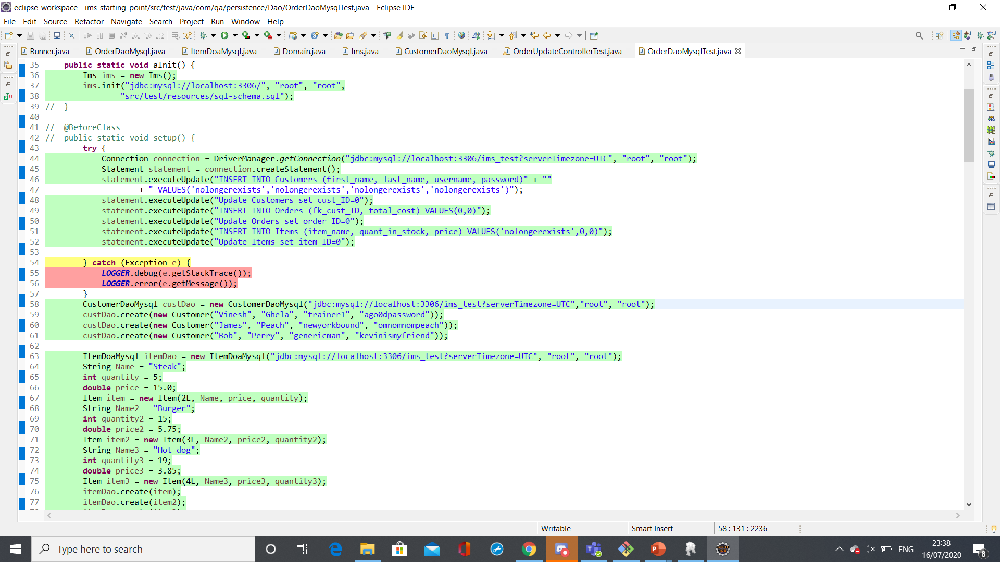 eclipse-workspace - ims-starting-point/src/test/java/com/qa/persistence/Dao/OrderDaoMysqlTest.java - Eclipse IDE
File Edit Source Refactor Navigate Search Project Run Window Help
Runner.java OrderDaoMysql.java ItemDoaMysql.java Domain.java Ims.java CustomerDaoMysql.java OrderUpdateControllerTest.java OrderDaoMysqlTest.java
35 public static void aInit() {
36 Ims ims = new Ims();
37 ims.init("jdbc:mysql://localhost:3306/", "root", "root",
38 "src/test/resources/sql-schema.sql");
39 // }
40
41 // @BeforeClass
42 // public static void setup() {
43 try {
44 Connection connection = DriverManager.getConnection("jdbc:mysql://localhost:3306/ims_test?serverTimezone=UTC", "root", "root");
45 Statement statement = connection.createStatement();
46 statement.executeUpdate("INSERT INTO Customers (first_name, last_name, username, password)" + ""
47 + " VALUES('nolongerexists','nolongerexists','nolongerexists','nolongerexists')");
48 statement.executeUpdate("Update Customers set cust_ID=0");
49 statement.executeUpdate("INSERT INTO Orders (fk_cust_ID, total_cost) VALUES(0,0)");
50 statement.executeUpdate("Update Orders set order_ID=0");
51 statement.executeUpdate("INSERT INTO Items (item_name, quant_in_stock, price) VALUES('nolongerexists',0,0)");
52 statement.executeUpdate("Update Items set item_ID=0");
53
54 } catch (Exception e) {
55 LOGGER.debug(e.getStackTrace());
56 LOGGER.error(e.getMessage());
57 }
58 CustomerDaoMysql custDao = new CustomerDaoMysql("jdbc:mysql://localhost:3306/ims_test?serverTimezone=UTC","root", "root");
59 custDao.create(new Customer("Vinesh", "Ghela", "trainer1", "ago0dpassword"));
60 custDao.create(new Customer("James", "Peach", "newyorkbound", "omnomnompeach"));
61 custDao.create(new Customer("Bob", "Perry", "genericman", "kevinismyfriend"));
62
63 ItemDoaMysql itemDao = new ItemDoaMysql("jdbc:mysql://localhost:3306/ims_test?serverTimezone=UTC", "root", "root");
64 String Name = "Steak";
65 int quantity = 5;
66 double price = 15.0;
67 Item item = new Item(2L, Name, price, quantity);
68 String Name2 = "Burger";
69 int quantity2 = 15;
70 double price2 = 5.75;
71 Item item2 = new Item(3L, Name2, price2, quantity2);
72 String Name3 = "Hot dog";
73 int quantity3 = 19;
74 double price3 = 3.85;
75 Item item3 = new Item(4L, Name3, price3, quantity3);
76 itemDao.create(item);
77 itemDao.create(item2);
Writable Smart Insert 58 : 131 : 2236
Type here to search
ENG
23:38
16/07/2020
8